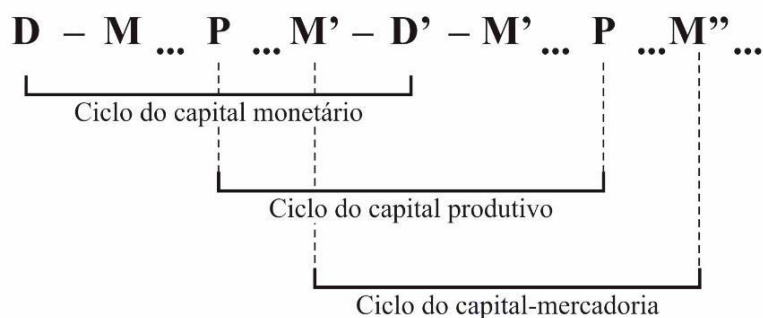 D – M ... P ... M’ – D’ – M’ ... P ... M” ...
Ciclo do capital monetário
Ciclo do capital produtivo
Ciclo do capital-mercadoria